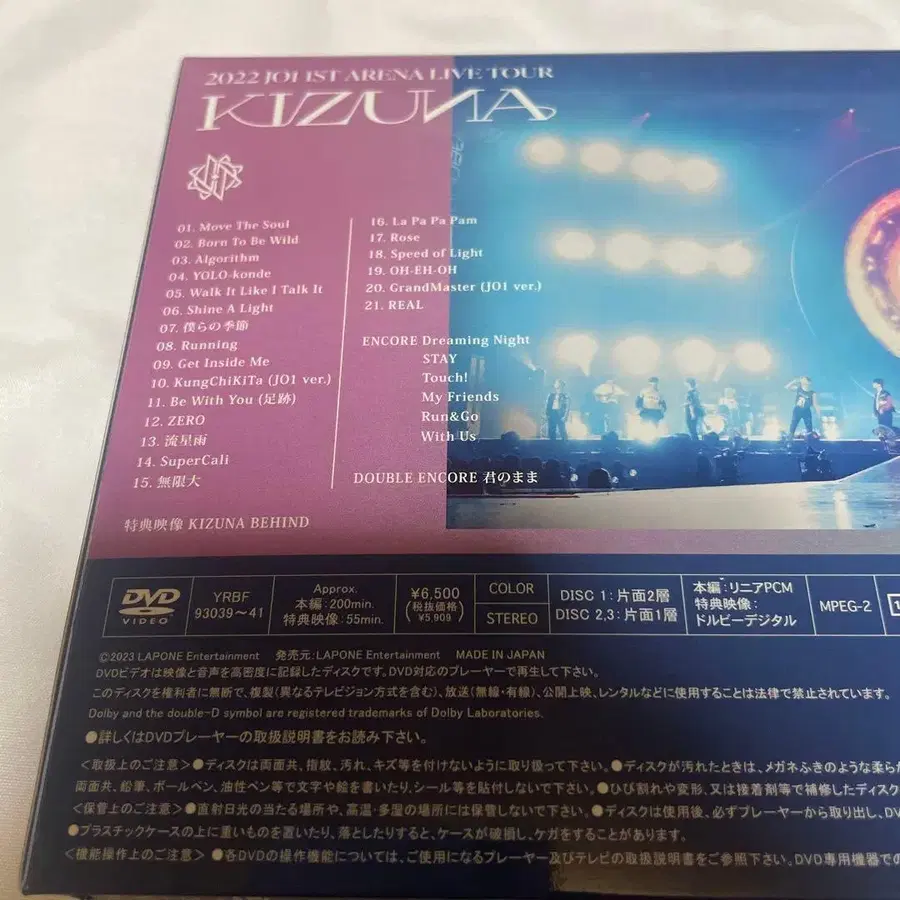 2022 JO1 1ST ARENA LIVE TOUR
KIZUNA
01. Move The Soul
02. Born To Be Wild
03. Algorithm
04. YOLO-konde
05. Walk It Like I Talk It
06. Shine A Light
07. 僕らの季節
08. Running
09. Get Inside Me
10. KungChiKiTa (JO1 ver.)
11. Be With You (足跡)
12. ZERO
13. 流星雨
14. SuperCali
15. 無限大
16. La Pa Pa Pam
17. Rose
18. Speed of Light
19. OH-EH-OH
20. GrandMaster (JO1 ver.)
21. REAL
ENCORE Dreaming Night
STAY
Touch!
My Friends
Run&Go
With Us
DOUBLE ENCORE 君のまま
特典映像 KIZUNA BEHIND
DVD VIDEO
YRBF 93039～41
Approx.
本編:200min.
特典映像:55min.
¥6,500
(税抜価格 ¥5,909)
COLOR
STEREO
DISC 1:片面2層
DISC 2,3:片面1層
本編:リニアPCM
特典映像:
ドルビーデジタル
MPEG-2
©2023 LAPONE Entertainment 発売元:LAPONE Entertainment MADE IN JAPAN
DVDビデオは映像と音声を高密度に記録したディスクです。DVD対応のプレーヤーで再生して下さい。
このディスクを権利者に無断で、複製(異なるテレビジョン方式を含む)、放送(無線・有線)、公開上映、レンタルなどに使用することは法律で禁止されています。
Dolby and the double-D symbol are registered trademarks of Dolby Laboratories.
●詳しくはDVDプレーヤーの取扱説明書をお読み下さい。
<取扱上のご注意>●ディスクは両面共、指紋、汚れ、キズ等を付けないように取り扱って下さい。●ディスクが汚れたときは、メガネふきのような柔らか
両面共、鉛筆、ボールペン、油性ペン等で文字や絵を書いたり、シール等を貼付しないで下さい。●ひび割れや変形、又は接着剤等で補修したディスク
<保管上のご注意>●直射日光の当たる場所や、高温・多湿の場所には保管しないで下さい。●ディスクは使用後、必ずプレーヤーから取り出し、DV
●プラスチックケースの上に重いものを置いたり、落としたりすると、ケースが破損し、ケガをすることがあります。
<機能操作上のご注意>●各DVDの操作機能については、ご使用になるプレーヤー及びテレビの取扱説明書をご参照下さい。DVD専用機器での